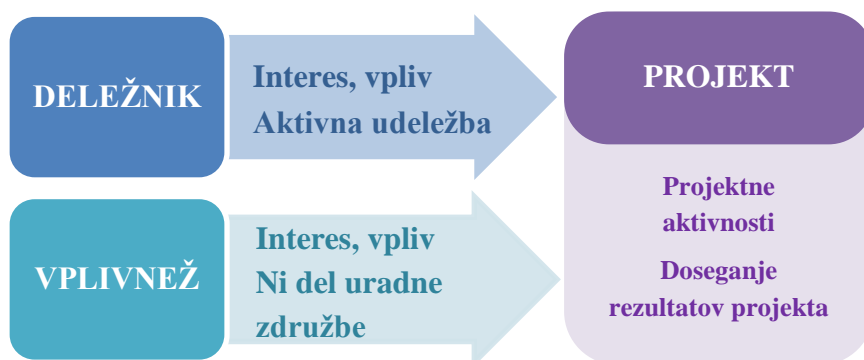 DELEŽNIK
Interes, vpliv
Aktivna udeležba
PROJEKT
Projektne
aktivnosti
Doseganje
rezultatov projekta
VPLIVNEŽ
Interes, vpliv
Ni del uradne
združbe